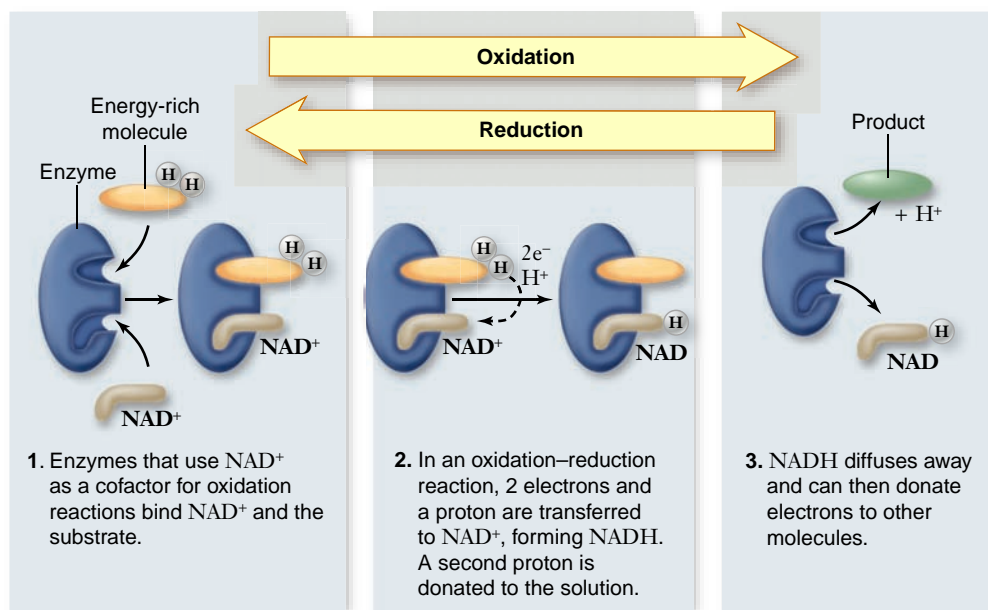 Oxidation
Reduction
Energy-rich
molecule
Enzyme
H
H
NAD⁺
H
H
NAD⁺
H
H
2e⁻
H⁺
NAD⁺
H
NAD
Product
+ H⁺
H
NAD
1. Enzymes that use NAD⁺
as a cofactor for oxidation
reactions bind NAD⁺ and the
substrate.
2. In an oxidation–reduction
reaction, 2 electrons and
a proton are transferred
to NAD⁺, forming NADH.
A second proton is
donated to the solution.
3. NADH diffuses away
and can then donate
electrons to other
molecules.